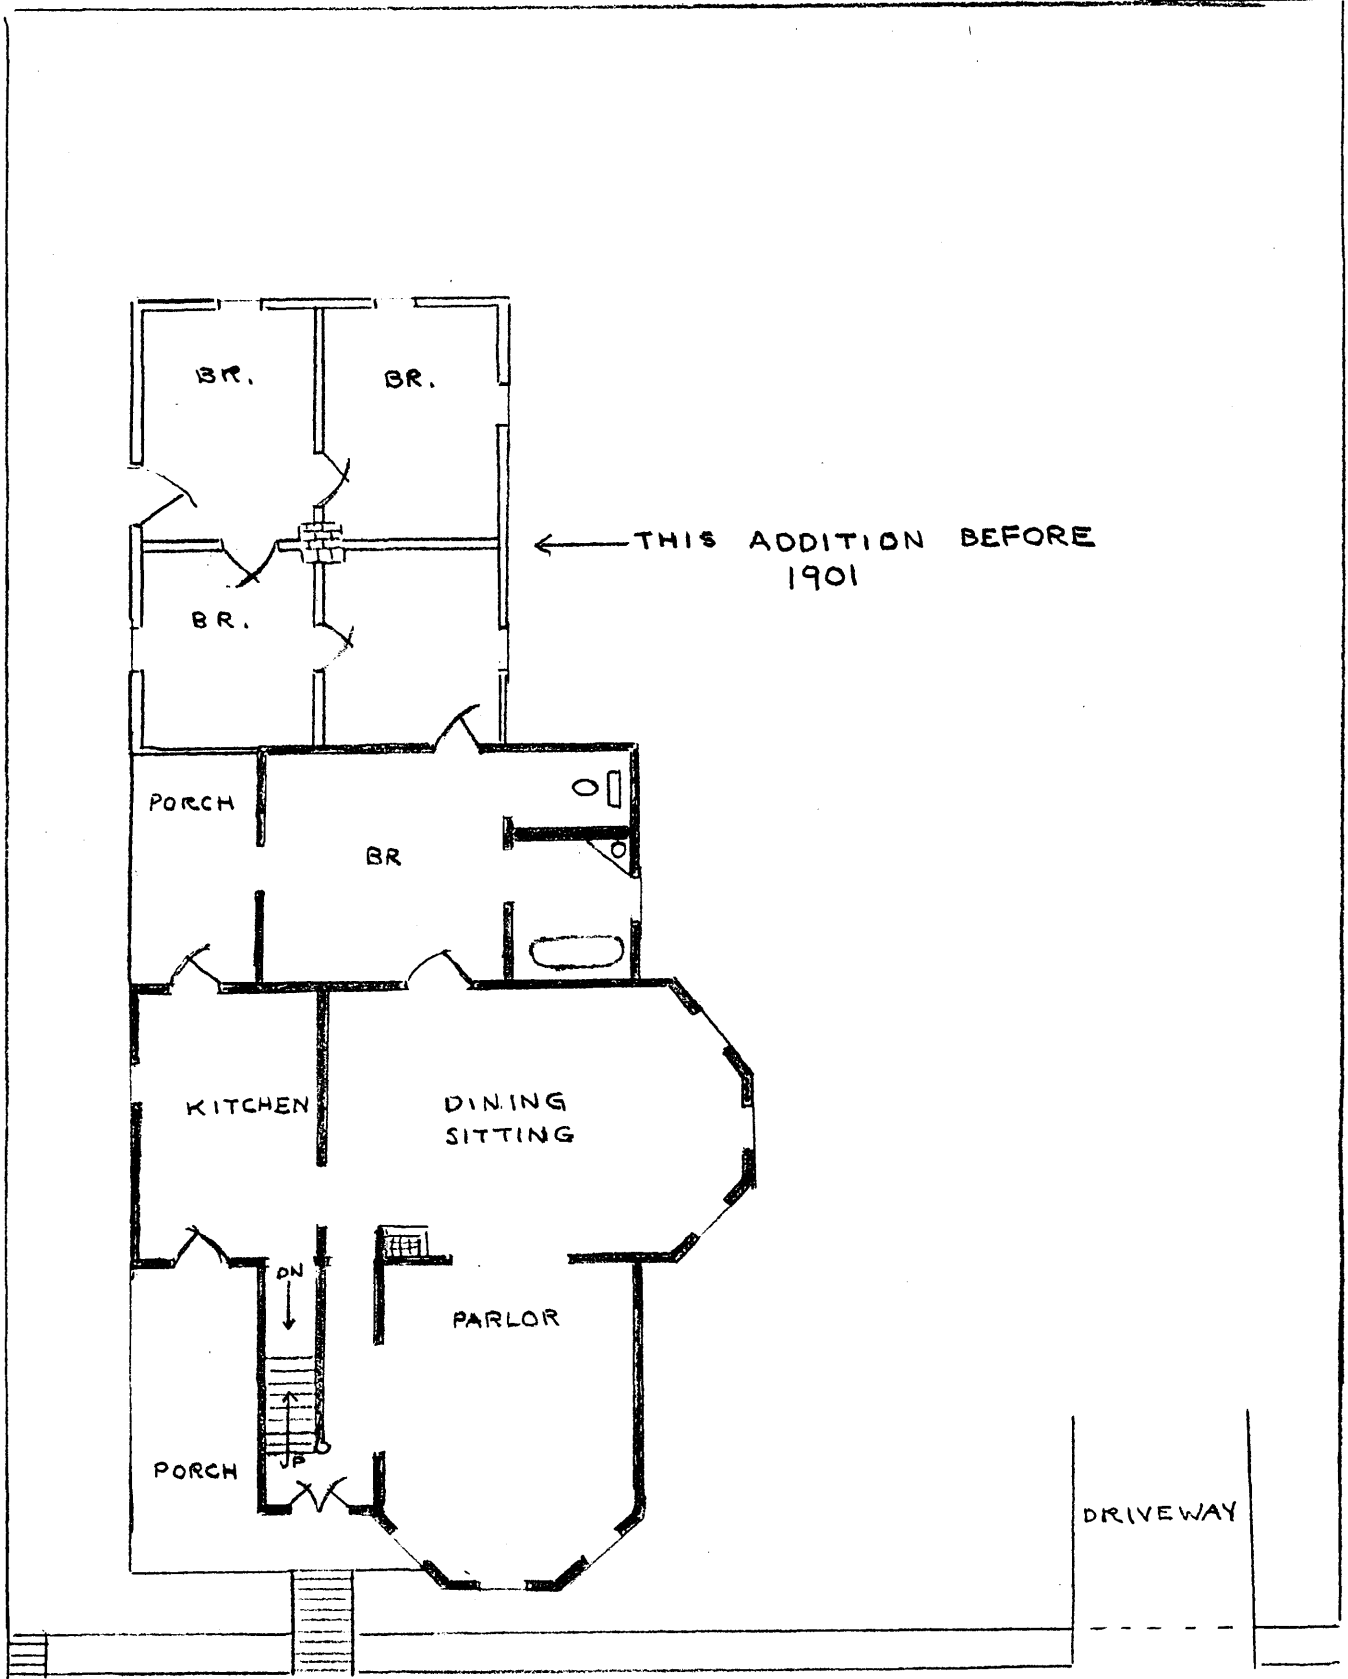 BR.
BR.
THIS ADDITION BEFORE
1901
BR.
PORCH
BR
KITCHEN
DINING
SITTING
DN
PARLOR
UP
PORCH
DRIVEWAY